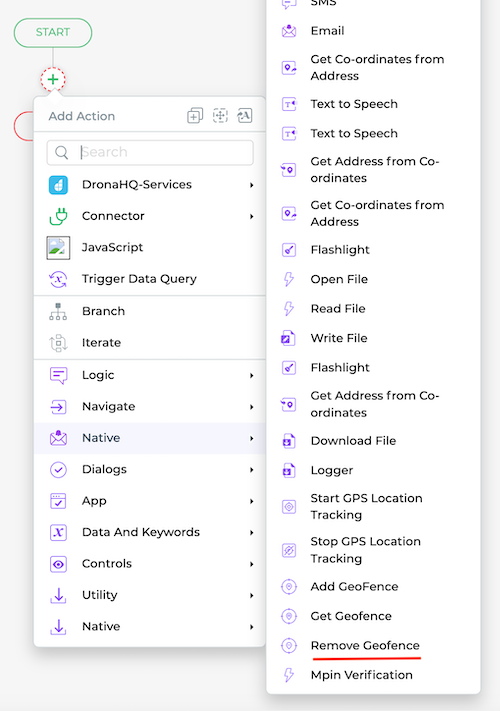 START
Add Action
Search
DronaHQ-Services
Connector
JavaScript
Trigger Data Query
Branch
Iterate
Logic
Navigate
Native
Dialogs
App
Data And Keywords
Controls
Utility
Native
SMS
Email
Get Co-ordinates from
Address
Text to Speech
Text to Speech
Get Address from Co-
ordinates
Get Co-ordinates from
Address
Flashlight
Open File
Read File
Write File
Flashlight
Get Address from Co-
ordinates
Download File
Logger
Start GPS Location
Tracking
Stop GPS Location
Tracking
Add GeoFence
Get Geofence
Remove Geofence
Mpin Verification